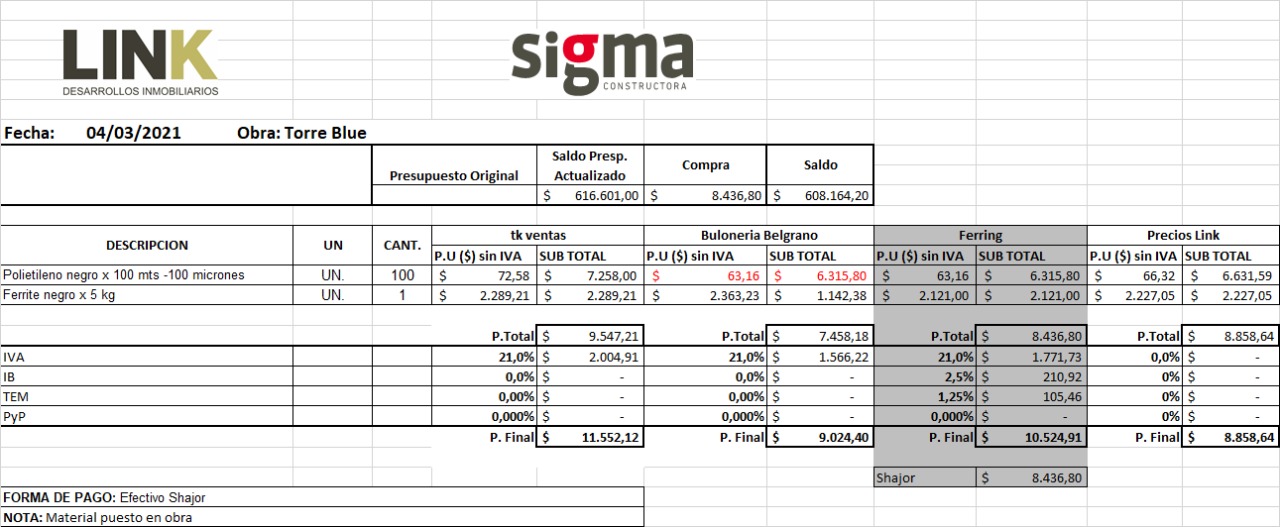 LINK
DESARROLLOS INMOBILIARIOS
sigma
CONSTRUCTORA
Fecha: 04/03/2021 Obra: Torre Blue
Presupuesto Original Saldo Presp. Actualizado Compra Saldo
$ 616.601,00 $ 8.436,80 $ 608.164,20
DESCRIPCION UN CANT. tk ventas Buloneria Belgrano Ferring Precios Link
P.U ($) sin IVA SUB TOTAL P.U ($) sin IVA SUB TOTAL P.U ($) sin IVA SUB TOTAL P.U ($) sin IVA SUB TOTAL
Polietileno negro x 100 mts -100 micrones UN. 100 $ 72,58 $ 7.258,00 $ 63,16 $ 6.315,80 $ 63,16 $ 6.315,80 $ 66,32 $ 6.631,59
Ferrite negro x 5 kg UN. 1 $ 2.289,21 $ 2.289,21 $ 2.363,23 $ 1.142,38 $ 2.121,00 $ 2.121,00 $ 2.227,05 $ 2.227,05
P.Total $ 9.547,21 P.Total $ 7.458,18 P.Total $ 8.436,80 P.Total $ 8.858,64
IVA 21,0% $ 2.004,91 21,0% $ 1.566,22 21,0% $ 1.771,73 0,0% $ -
IB 0,0% $ - 0,0% $ - 2,5% $ 210,92 0% $ -
TEM 0,00% $ - 0,00% $ - 1,25% $ 105,46 0% $ -
PyP 0,000% $ - 0,000% $ - 0,000% $ - 0% $ -
P. Final $ 11.552,12 P. Final $ 9.024,40 P. Final $ 10.524,91 P. Final $ 8.858,64
Shajor $ 8.436,80
FORMA DE PAGO: Efectivo Shajor
NOTA: Material puesto en obra